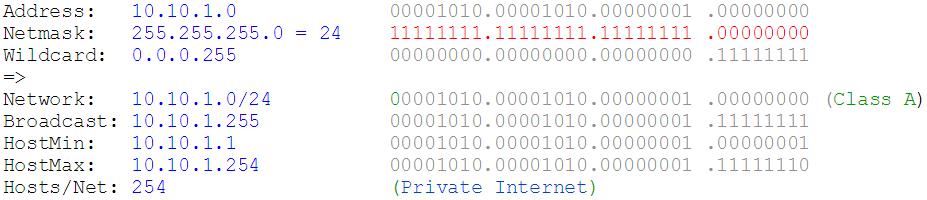 Address:   10.10.1.0             00001010.00001010.00000001 .00000000
Netmask:   255.255.255.0 = 24    11111111.11111111.11111111 .00000000
Wildcard:  0.0.0.255             00000000.00000000.00000000 .11111111
=>
Network:   10.10.1.0/24          00001010.00001010.00000001 .00000000 (Class A)
Broadcast: 10.10.1.255           00001010.00001010.00000001 .11111111
HostMin:   10.10.1.1             00001010.00001010.00000001 .00000001
HostMax:   10.10.1.254           00001010.00001010.00000001 .11111110
Hosts/Net: 254                   (Private Internet)